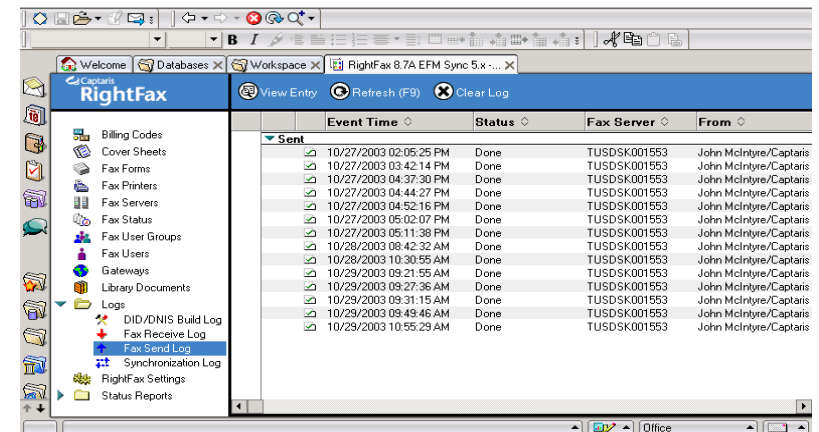 B I
Welcome Databases Workspace RightFax 8.7A EFM Sync 5.x -...
Captaris
RightFax
View Entry Refresh (F9) Clear Log
Event Time Status Fax Server From
Sent
10/27/2003 02:05:25 PM Done TUSDSK001553 John McIntyre/Captaris
10/27/2003 03:42:14 PM Done TUSDSK001553 John McIntyre/Captaris
10/27/2003 04:37:30 PM Done TUSDSK001553 John McIntyre/Captaris
10/27/2003 04:44:27 PM Done TUSDSK001553 John McIntyre/Captaris
10/27/2003 04:52:16 PM Done TUSDSK001553 John McIntyre/Captaris
10/27/2003 05:02:07 PM Done TUSDSK001553 John McIntyre/Captaris
10/27/2003 05:11:38 PM Done TUSDSK001553 John McIntyre/Captaris
10/28/2003 08:42:32 AM Done TUSDSK001553 John McIntyre/Captaris
10/28/2003 10:30:55 AM Done TUSDSK001553 John McIntyre/Captaris
10/29/2003 09:21:55 AM Done TUSDSK001553 John McIntyre/Captaris
10/29/2003 09:27:36 AM Done TUSDSK001553 John McIntyre/Captaris
10/29/2003 09:31:15 AM Done TUSDSK001553 John McIntyre/Captaris
10/29/2003 09:49:46 AM Done TUSDSK001553 John McIntyre/Captaris
10/29/2003 10:55:29 AM Done TUSDSK001553 John McIntyre/Captaris
Billing Codes
Cover Sheets
Fax Forms
Fax Printers
Fax Servers
Fax Status
Fax User Groups
Fax Users
Gateways
Library Documents
Logs
DID/DNIS Build Log
Fax Receive Log
Fax Send Log
Synchronization Log
RightFax Settings
Status Reports
18
Office